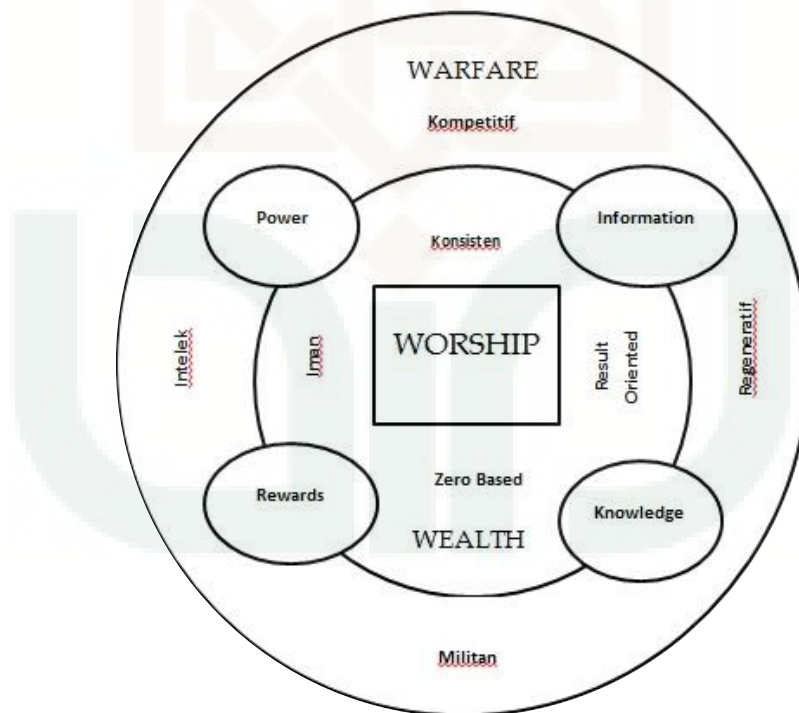 WARFARE
Kompetitif
Power
Information
Konsisten
WORSHIP
Intelek
Iman
Result
Oriented
Regeneratif
Zero Based
Rewards
Knowledge
WEALTH
Militan